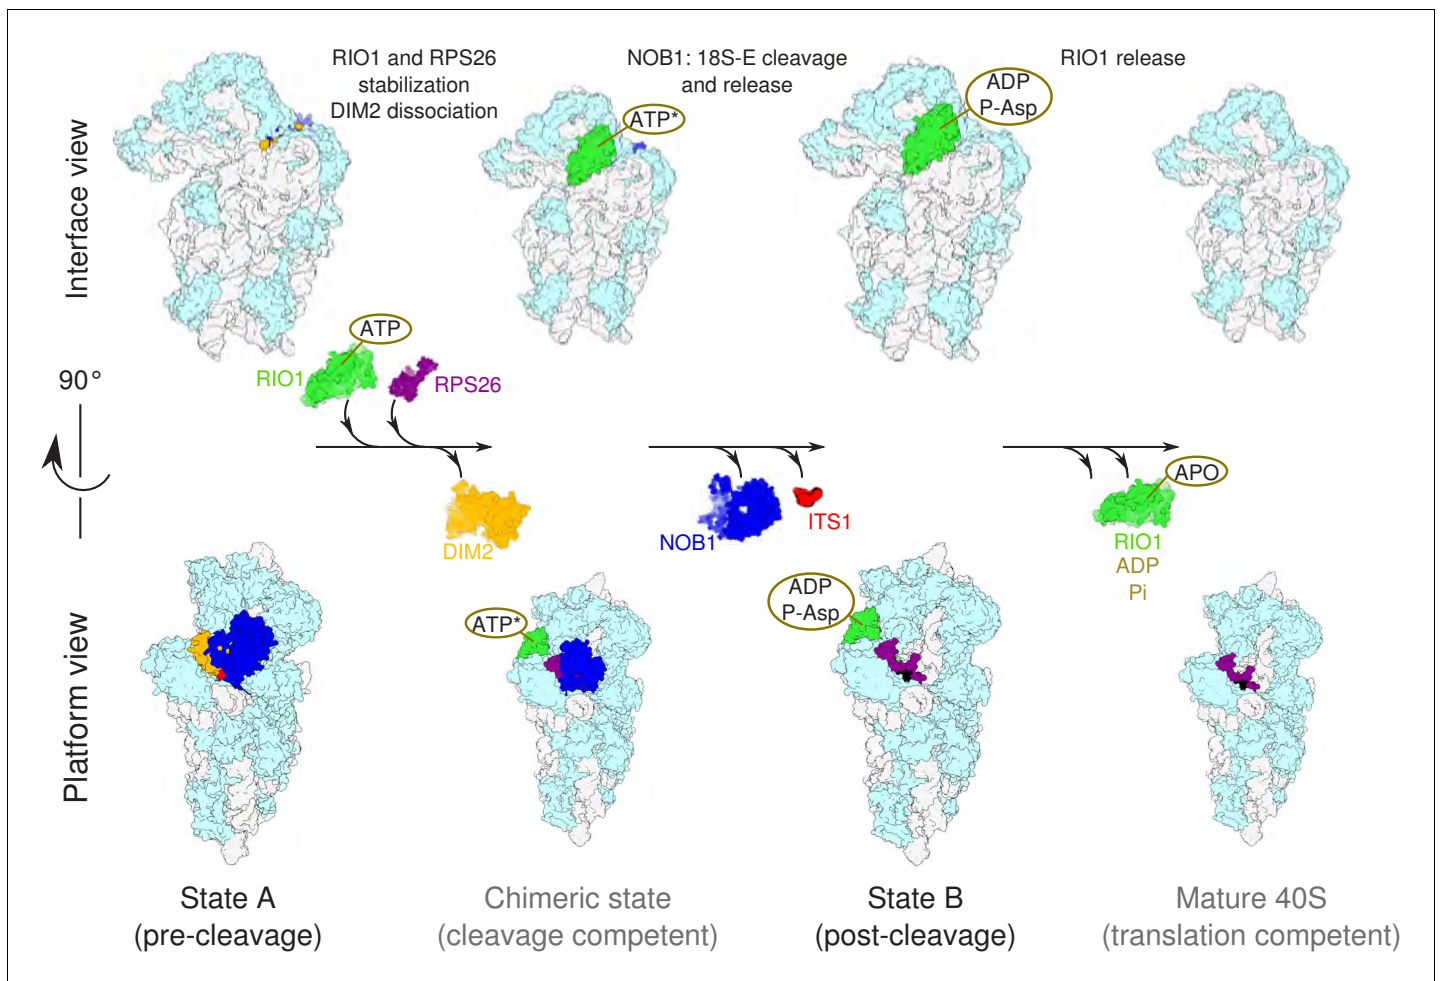 RIO1 and RPS26
stabilization
DIM2 dissociation
NOB1: 18S-E cleavage
and release
RIO1 release
ATP*
ADP
P-Asp
Interface view
90°
ATP
RIO1
RPS26
DIM2
NOB1
ITS1
APO
RIO1
ADP
Pi
Platform view
ATP*
ADP
P-Asp
State A
(pre-cleavage)
Chimeric state
(cleavage competent)
State B
(post-cleavage)
Mature 40S
(translation competent)